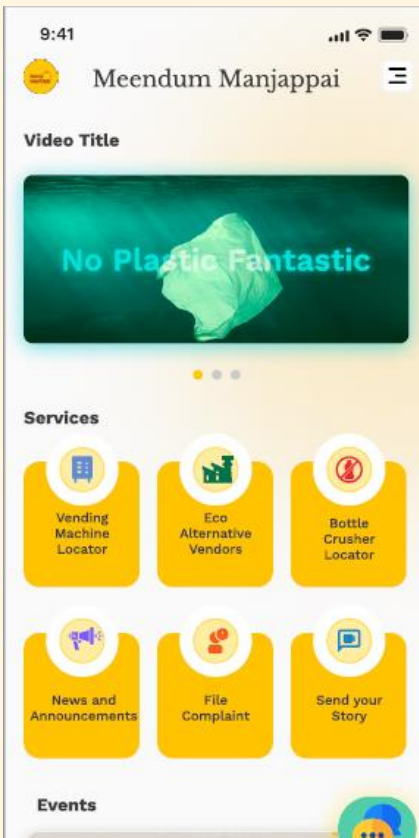 9:41
Meendum Manjappai
Video Title
No Plastic Fantastic
Services
Vending
Machine
Locator
Eco
Alternative
Vendors
Bottle
Crusher
Locator
News and
Announcements
File
Complaint
Send your
Story
Events